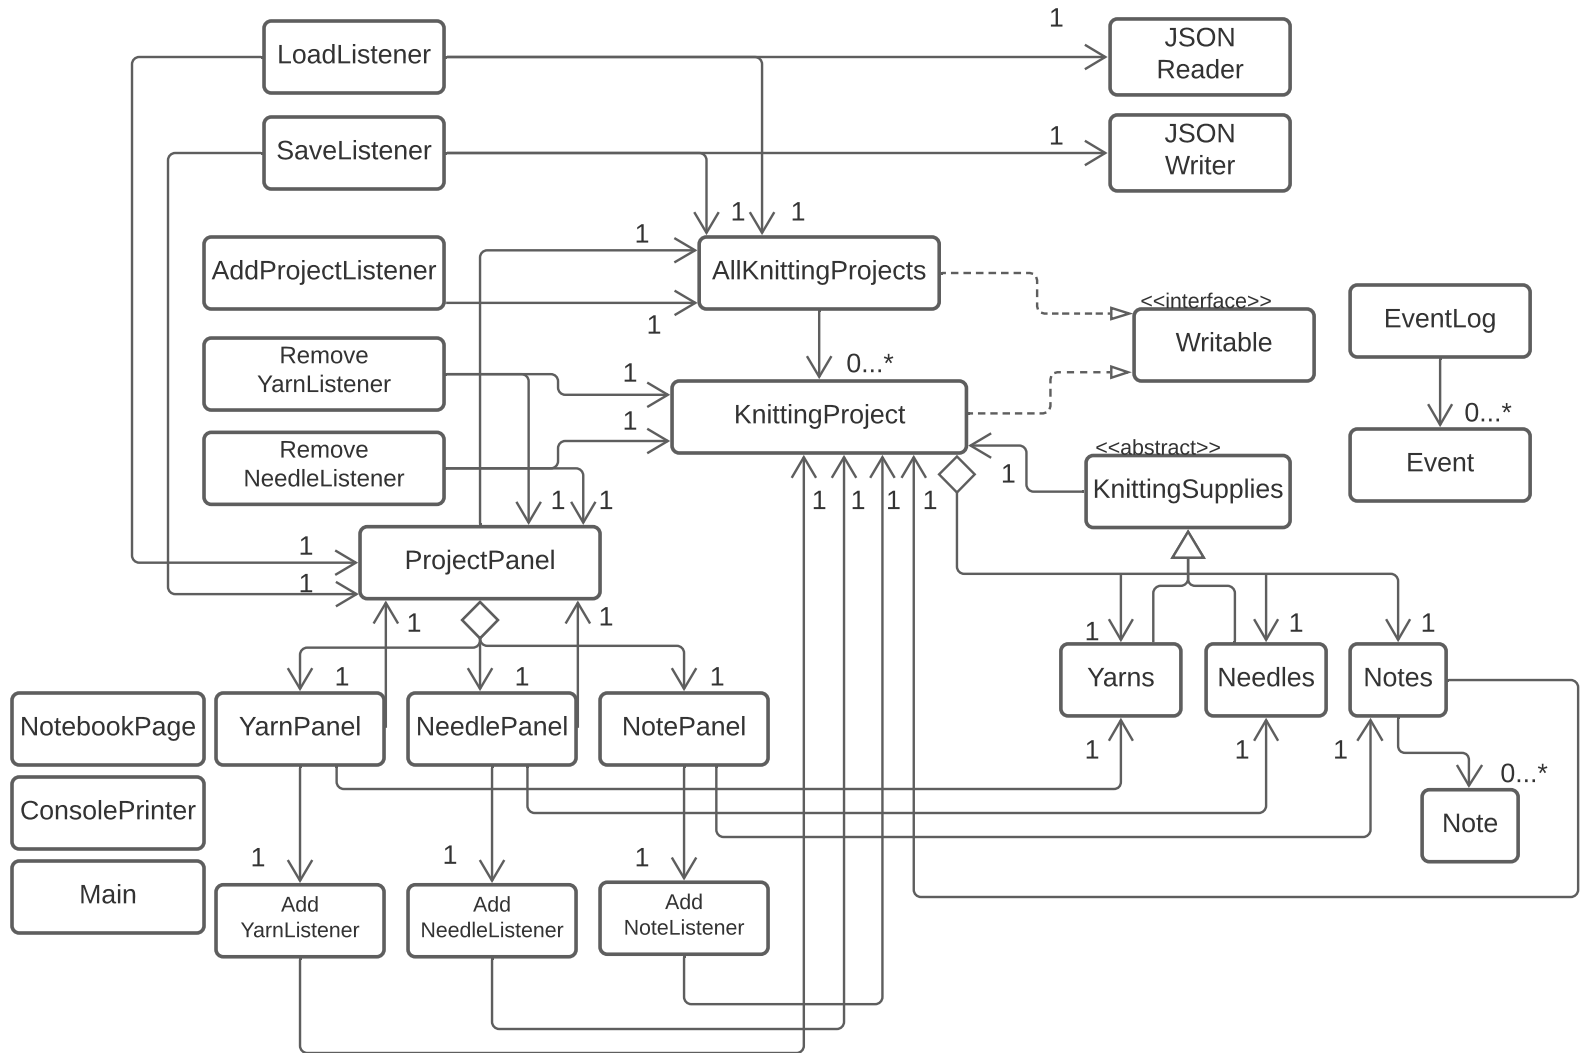 1
LoadListener
JSON
Reader
SaveListener
1
JSON
Writer
1
1
1
AddProjectListener
AllKnittingProjects
<<interface>>
Writable
EventLog
1
Remove
YarnListener
1
0...*
KnittingProject
0...*
Event
1
Remove
NeedleListener
<<abstract>>
KnittingSupplies
1
1
1
1
1
1
1
1
ProjectPanel
1
1
1
1
1
1
1
1
1
1
Yarns
Needles
Notes
NotebookPage
YarnPanel
NeedlePanel
NotePanel
1
1
1
0...*
Note
ConsolePrinter
1
1
1
Main
Add
YarnListener
Add
NeedleListener
Add
NoteListener